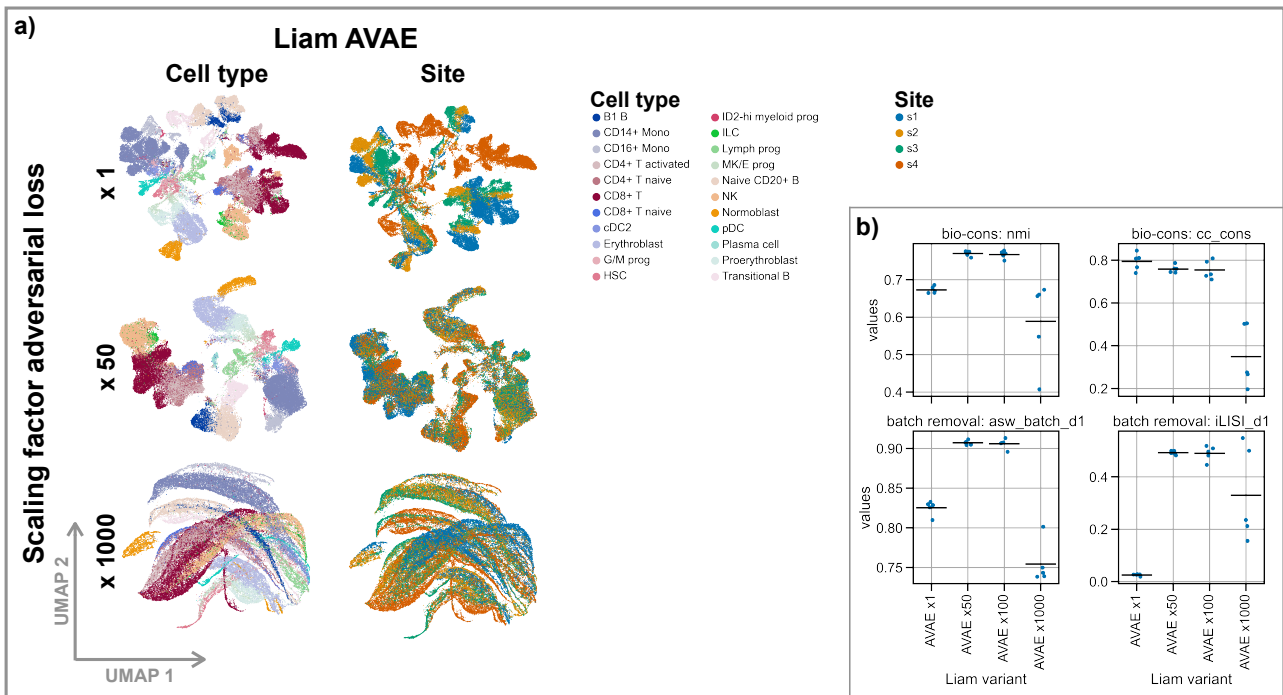 a)
Liam AVAE
Cell type
Site
Scaling factor adversarial loss
x 1
x 50
x 1000
UMAP 2
UMAP 1
Cell type
B1 B
CD14+ Mono
CD16+ Mono
CD4+ T activated
CD4+ T naive
CD8+ T
CD8+ T naive
cDC2
Erythroblast
G/M prog
HSC
ID2-hi myeloid prog
ILC
Lymph prog
MK/E prog
Naive CD20+ B
NK
Normoblast
pDC
Plasma cell
Proerythroblast
Transitional B
Site
s1
s2
s3
s4
b)
bio-cons: nmi
values
0.7
0.6
0.5
0.4
bio-cons: cc_cons
0.8
0.6
0.4
0.2
batch removal: asw_batch_d1
values
0.90
0.85
0.80
0.75
AVAE x1
AVAE x50
AVAE x100
AVAE x1000
Liam variant
batch removal: iLISI_d1
0.4
0.2
0.0
AVAE x1
AVAE x50
AVAE x100
AVAE x1000
Liam variant